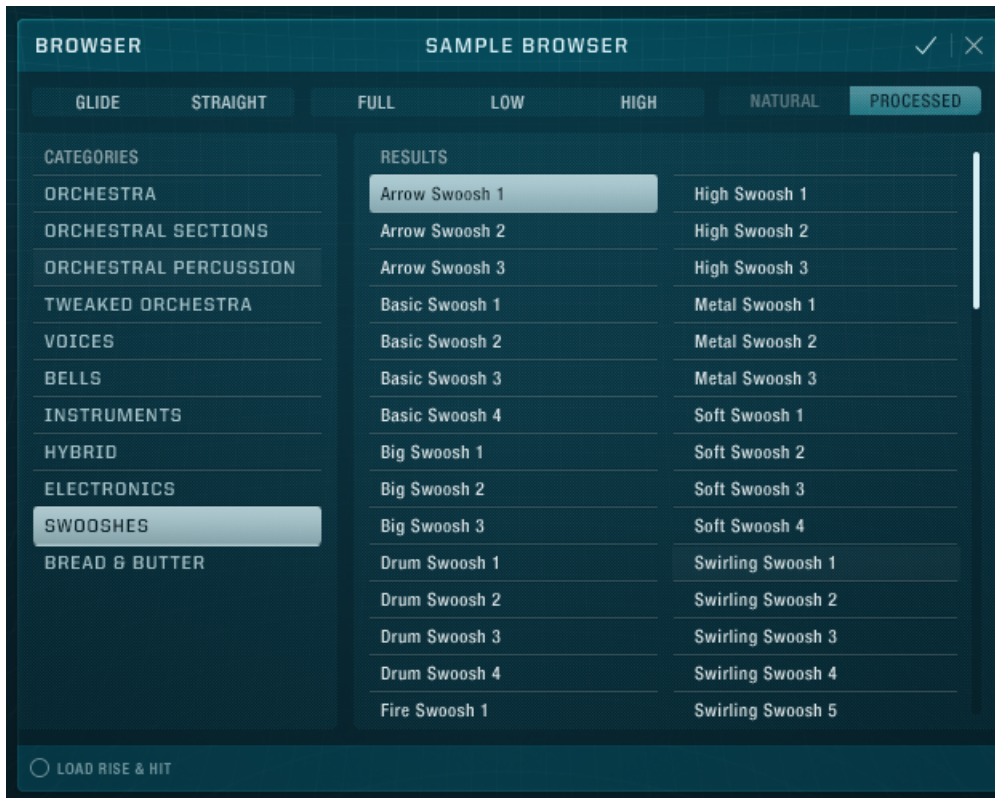 BROWSER
SAMPLE BROWSER
GLIDE STRAIGHT FULL LOW HIGH NATURAL PROCESSED
CATEGORIES
ORCHESTRA
ORCHESTRAL SECTIONS
ORCHESTRAL PERCUSSION
TWEAKED ORCHESTRA
VOICES
BELLS
INSTRUMENTS
HYBRID
ELECTRONICS
SWOOSHES
BREAD & BUTTER
RESULTS
Arrow Swoosh 1
Arrow Swoosh 2
Arrow Swoosh 3
Basic Swoosh 1
Basic Swoosh 2
Basic Swoosh 3
Basic Swoosh 4
Big Swoosh 1
Big Swoosh 2
Big Swoosh 3
Drum Swoosh 1
Drum Swoosh 2
Drum Swoosh 3
Drum Swoosh 4
Fire Swoosh 1
High Swoosh 1
High Swoosh 2
High Swoosh 3
Metal Swoosh 1
Metal Swoosh 2
Metal Swoosh 3
Soft Swoosh 1
Soft Swoosh 2
Soft Swoosh 3
Soft Swoosh 4
Swirling Swoosh 1
Swirling Swoosh 2
Swirling Swoosh 3
Swirling Swoosh 4
Swirling Swoosh 5
LOAD RISE & HIT